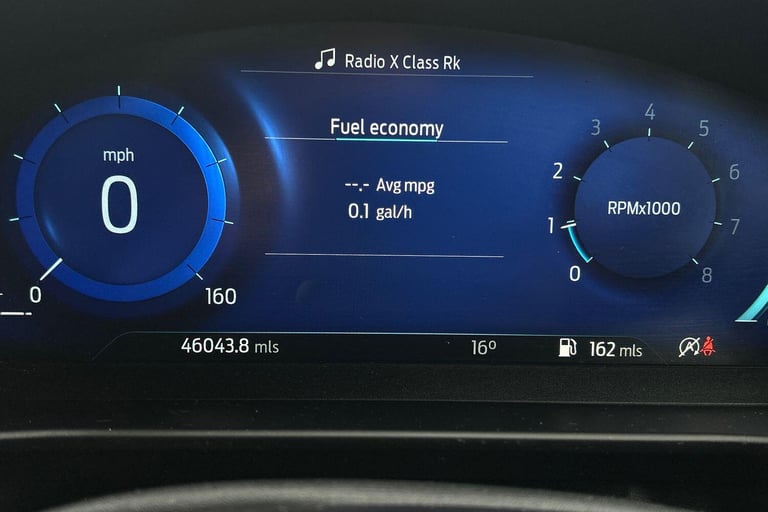 Radio X Class Rk
Fuel economy
--.- Avg mpg
0.1 gal/h
mph
0
0
160
0
1
2
3
4
5
6
7
8
RPMx1000
46043.8 mls
16º
162 mls